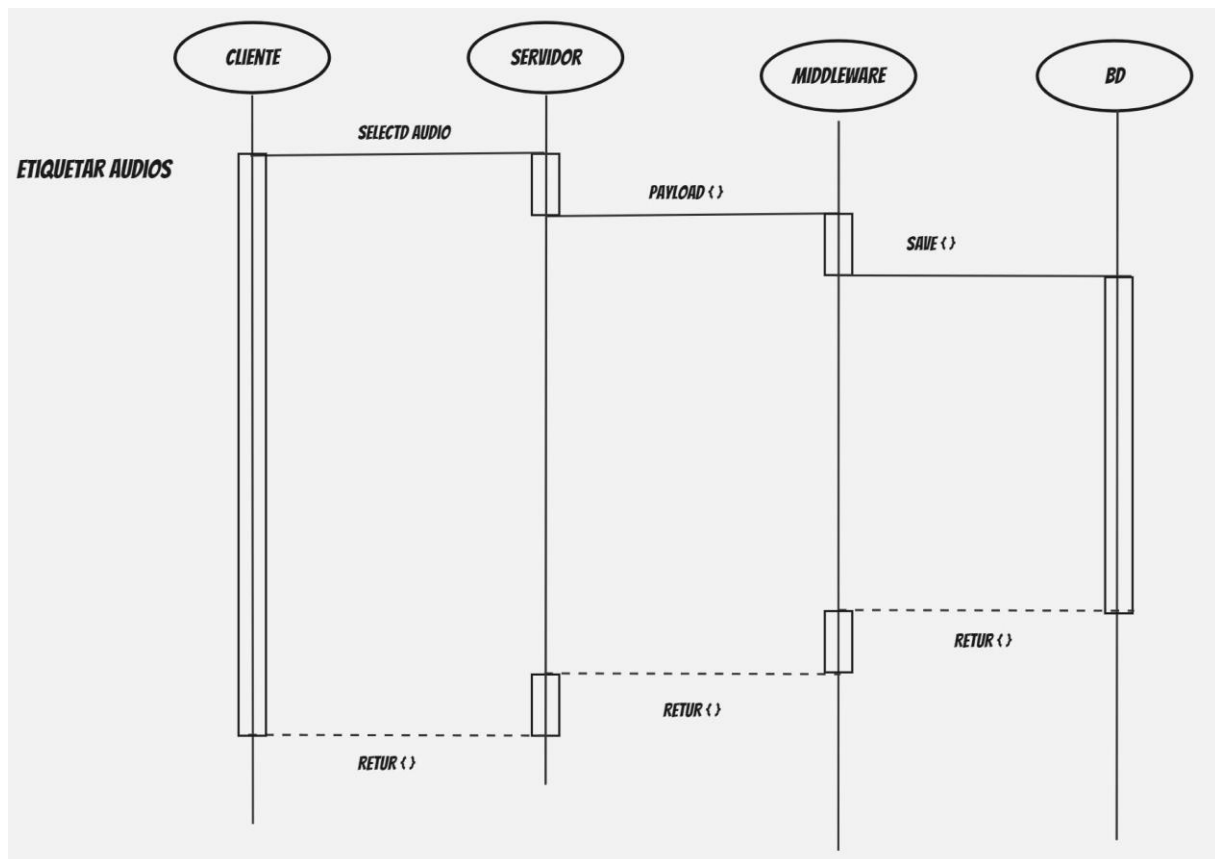 CLIENTE
SERVIDOR
MIDDLEWARE
BD
SELECTD AUDIO
ETIQUETAR AUDIOS
PAYLOAD { }
SAVE { }
RETUR { }
RETUR { }
RETUR { }